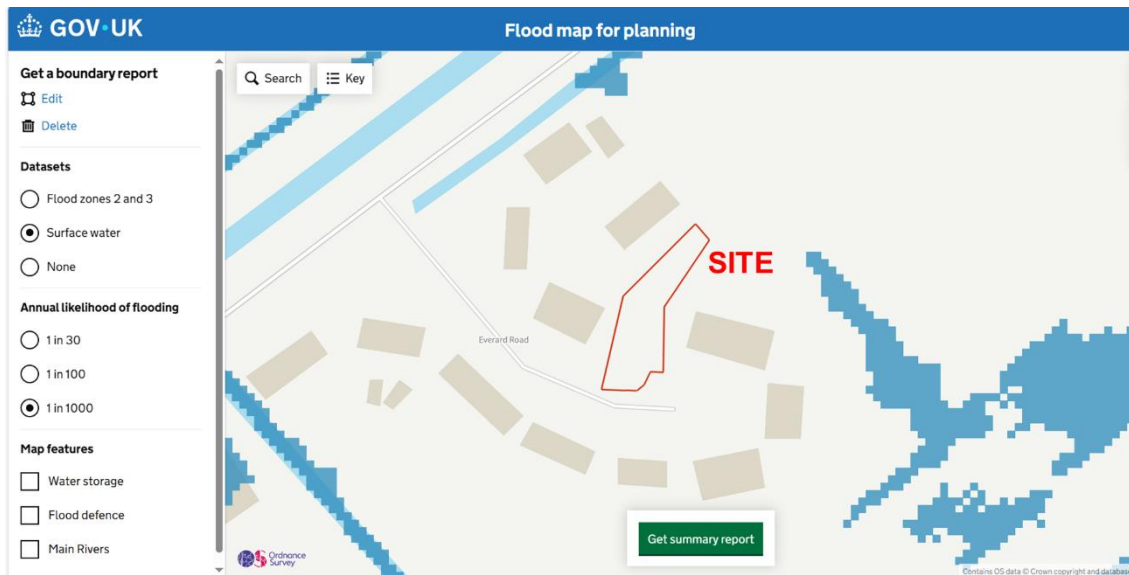 GOV.UK
Flood map for planning
Get a boundary report
Edit
Delete
Datasets
Flood zones 2 and 3
Surface water
None
Annual likelihood of flooding
1 in 30
1 in 100
1 in 1000
Map features
Water storage
Flood defence
Main Rivers
Search
Key
SITE
Everard Road
Get summary report
Ordnance
Survey
Contains OS data © Crown copyright and database